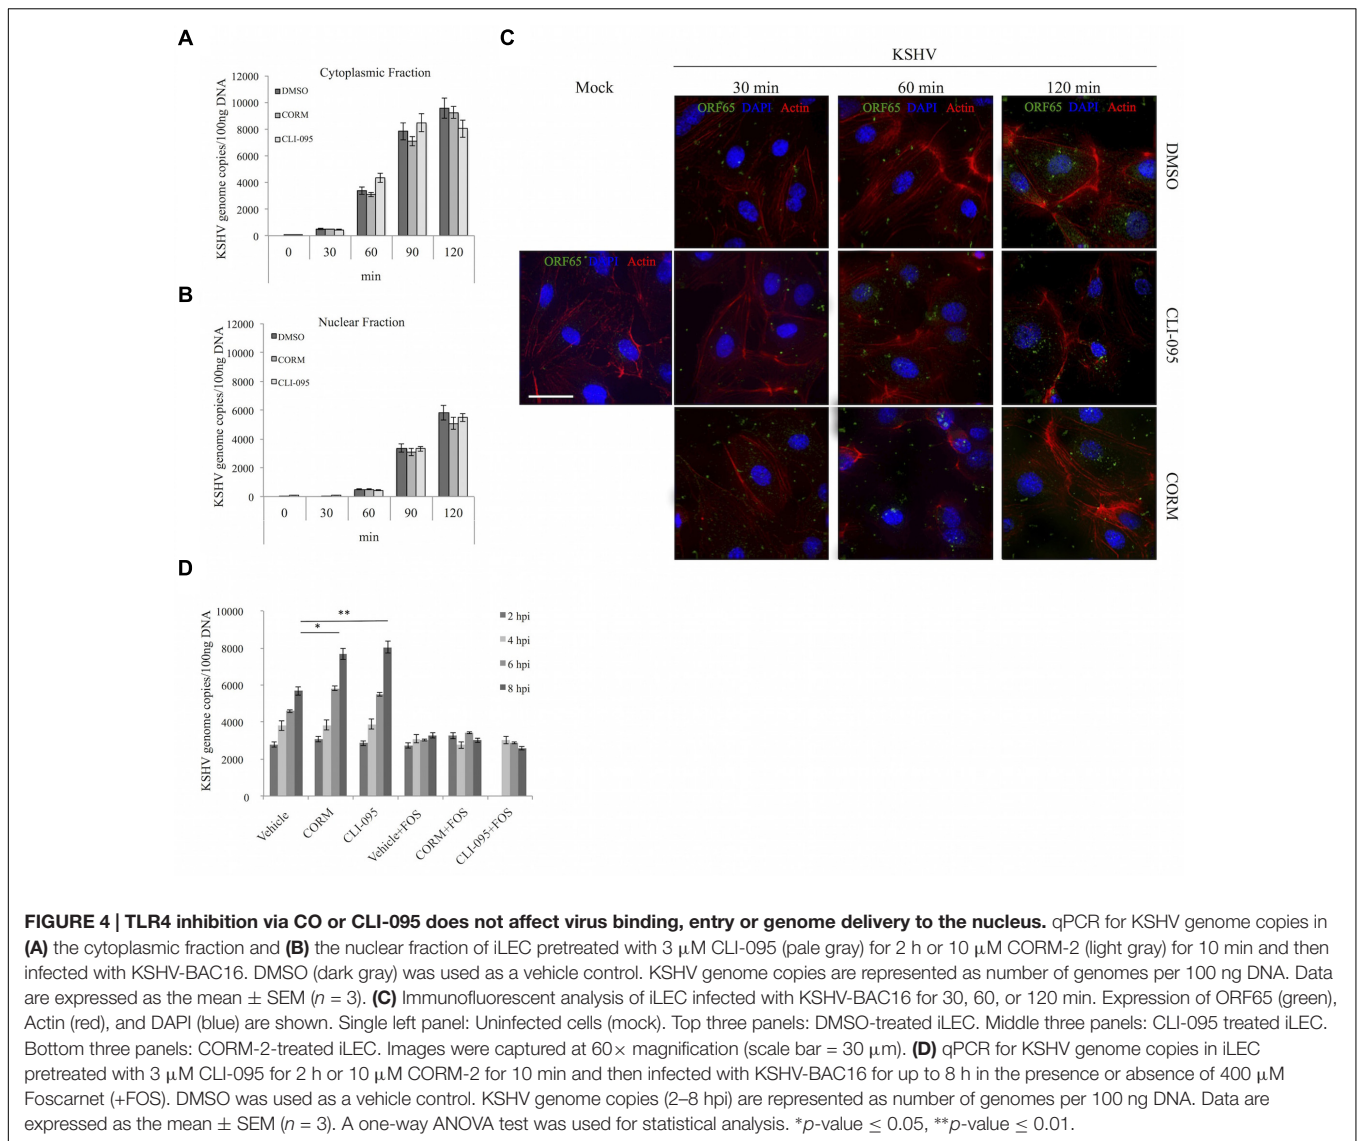 A
Cytoplasmic Fraction
KSHV genome copies/100ng DNA
12000
10000
8000
6000
4000
2000
0
DMSO
CORM
CLI-095
0 30 60 90 120
min
B
Nuclear Fraction
KSHV genome copies/100ng DNA
12000
10000
8000
6000
4000
2000
0
DMSO
CORM
CLI-095
0 30 60 90 120
min
C
KSHV
Mock 30 min 60 min 120 min
ORF65 DAPI Actin ORF65 DAPI Actin ORF65 DAPI Actin
DMSO
ORF65 DAPI Actin
CLI-095
CORM
D
KSHV genome copies/100ng DNA
10000
8000
6000
4000
2000
0
* **
2 hpi
4 hpi
6 hpi
8 hpi
Vehicle CORM CLI-095 Vehicle+FOS CORM+FOS CLI-095+FOS
FIGURE 4 | TLR4 inhibition via CO or CLI-095 does not affect virus binding, entry or genome delivery to the nucleus. qPCR for KSHV genome copies in
(A) the cytoplasmic fraction and (B) the nuclear fraction of iLEC pretreated with 3 μM CLI-095 (pale gray) for 2 h or 10 μM CORM-2 (light gray) for 10 min and then
infected with KSHV-BAC16. DMSO (dark gray) was used as a vehicle control. KSHV genome copies are represented as number of genomes per 100 ng DNA. Data
are expressed as the mean ± SEM (n = 3). (C) Immunofluorescent analysis of iLEC infected with KSHV-BAC16 for 30, 60, or 120 min. Expression of ORF65 (green),
Actin (red), and DAPI (blue) are shown. Single left panel: Uninfected cells (mock). Top three panels: DMSO-treated iLEC. Middle three panels: CLI-095 treated iLEC.
Bottom three panels: CORM-2-treated iLEC. Images were captured at 60× magnification (scale bar = 30 μm). (D) qPCR for KSHV genome copies in iLEC
pretreated with 3 μM CLI-095 for 2 h or 10 μM CORM-2 for 10 min and then infected with KSHV-BAC16 for up to 8 h in the presence or absence of 400 μM
Foscarnet (+FOS). DMSO was used as a vehicle control. KSHV genome copies (2–8 hpi) are represented as number of genomes per 100 ng DNA. Data are
expressed as the mean ± SEM (n = 3). A one-way ANOVA test was used for statistical analysis. *p-value ≤ 0.05, **p-value ≤ 0.01.